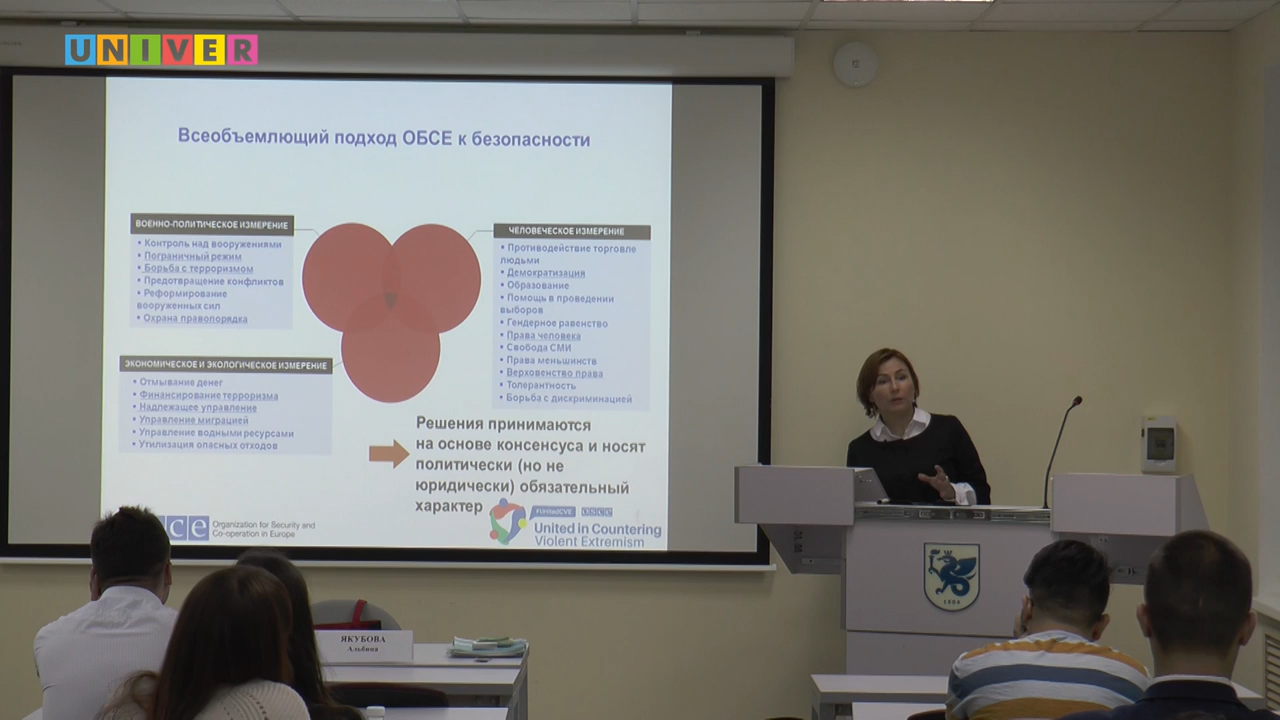 UNIVER
Всеобъемлющий подход ОБСЕ к безопасности
ВОЕННО-ПОЛИТИЧЕСКОЕ ИЗМЕРЕНИЕ
• Контроль над вооружениями
• Пограничный режим
• Борьба с терроризмом
• Предотвращение конфликтов
• Реформирование
вооруженных сил
• Охрана правопорядка
ЭКОНОМИЧЕСКОЕ И ЭКОЛОГИЧЕСКОЕ ИЗМЕРЕНИЕ
• Отмывание денег
• Финансирование терроризма
• Надлежащее управление
• Управление миграцией
• Управление водными ресурсами
• Утилизация опасных отходов
ЧЕЛОВЕЧЕСКОЕ ИЗМЕРЕНИЕ
• Противодействие торговле
людьми
• Демократизация
• Образование
• Помощь в проведении
выборов
• Гендерное равенство
• Права человека
• Свобода СМИ
• Права меньшинств
• Верховенство права
• Толерантность
• Борьба с дискриминацией
Решения принимаются
на основе консенсуса и носят
политически (но не
юридически) обязательный
характер
ce
Organization for Security and
Co-operation in Europe
#UnitedCVE
OSCE
United in Countering
Violent Extremism
ЯКУБОВА
Альбина
1804